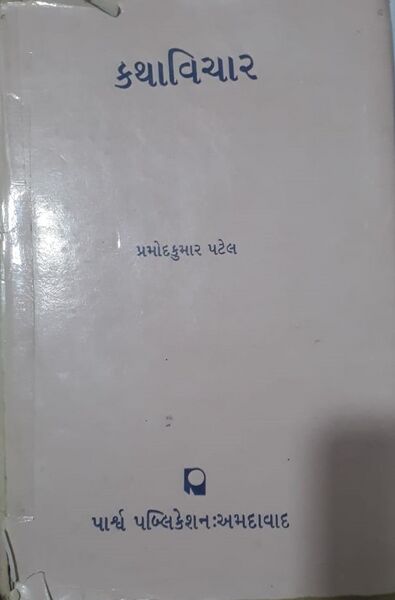 કથાવિચાર
પ્રમોદકુમાર પટેલ
પાર્શ્વ પબ્લિકેશન:અમદાવાદ